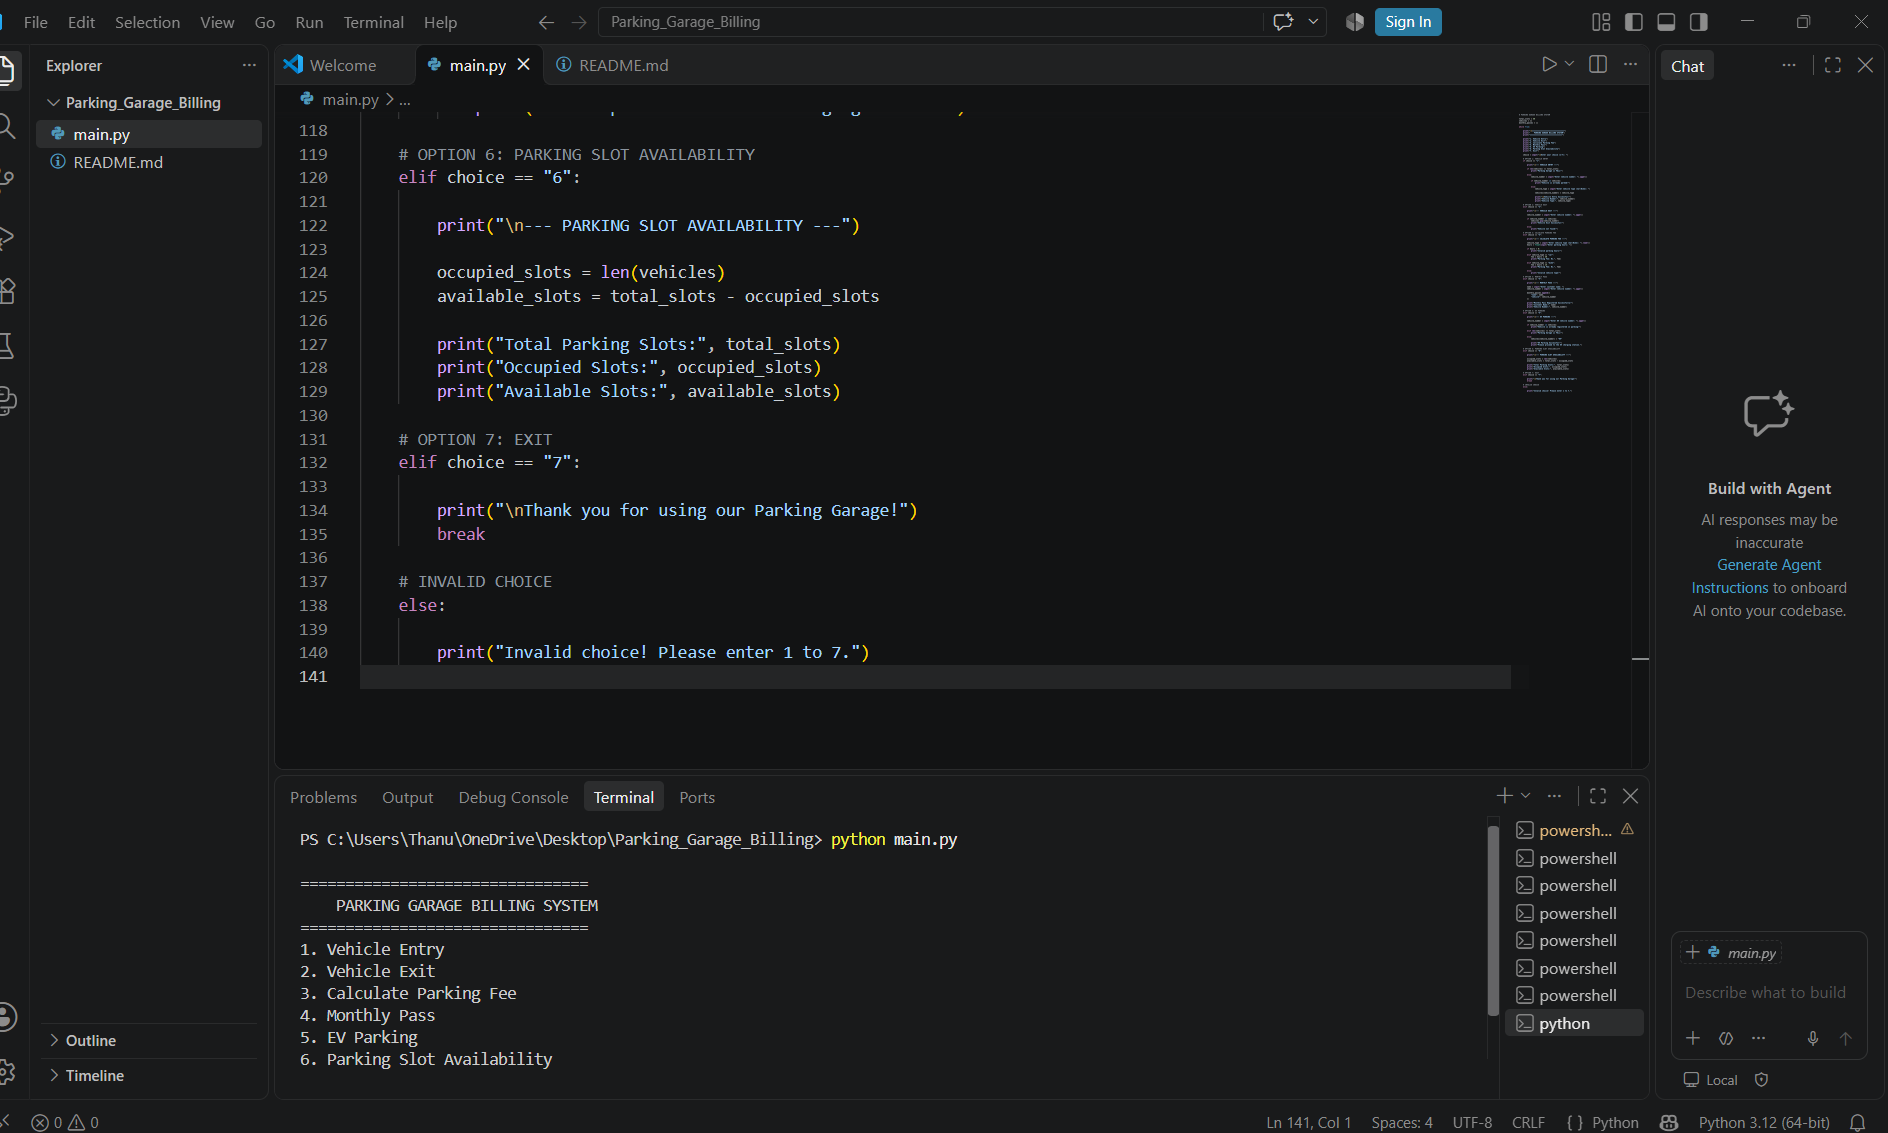 File Edit Selection View Go Run Terminal Help
Parking_Garage_Billing
Sign In
Explorer
Parking_Garage_Billing
main.py
README.md
Outline
Timeline
Welcome
main.py
README.md
main.py > ...
118
119 # OPTION 6: PARKING SLOT AVAILABILITY
120 elif choice == "6":
121
122 print("\n--- PARKING SLOT AVAILABILITY ---")
123
124 occupied_slots = len(vehicles)
125 available_slots = total_slots - occupied_slots
126
127 print("Total Parking Slots:", total_slots)
128 print("Occupied Slots:", occupied_slots)
129 print("Available Slots:", available_slots)
130
131 # OPTION 7: EXIT
132 elif choice == "7":
133
134 print("\nThank you for using our Parking Garage!")
135 break
136
137 # INVALID CHOICE
138 else:
139
140 print("Invalid choice! Please enter 1 to 7.")
141
Problems Output Debug Console Terminal Ports
PS C:\Users\Thanu\OneDrive\Desktop\Parking_Garage_Billing> python main.py
================================
PARKING GARAGE BILLING SYSTEM
================================
1. Vehicle Entry
2. Vehicle Exit
3. Calculate Parking Fee
4. Monthly Pass
5. EV Parking
6. Parking Slot Availability
powersh...
powershell
powershell
powershell
powershell
powershell
powershell
python
Chat
Build with Agent
AI responses may be
inaccurate
Generate Agent
Instructions to onboard
AI onto your codebase.
main.py
Describe what to build
Local
0 0
Ln 141, Col 1 Spaces: 4 UTF-8 CRLF { } Python Python 3.12 (64-bit)